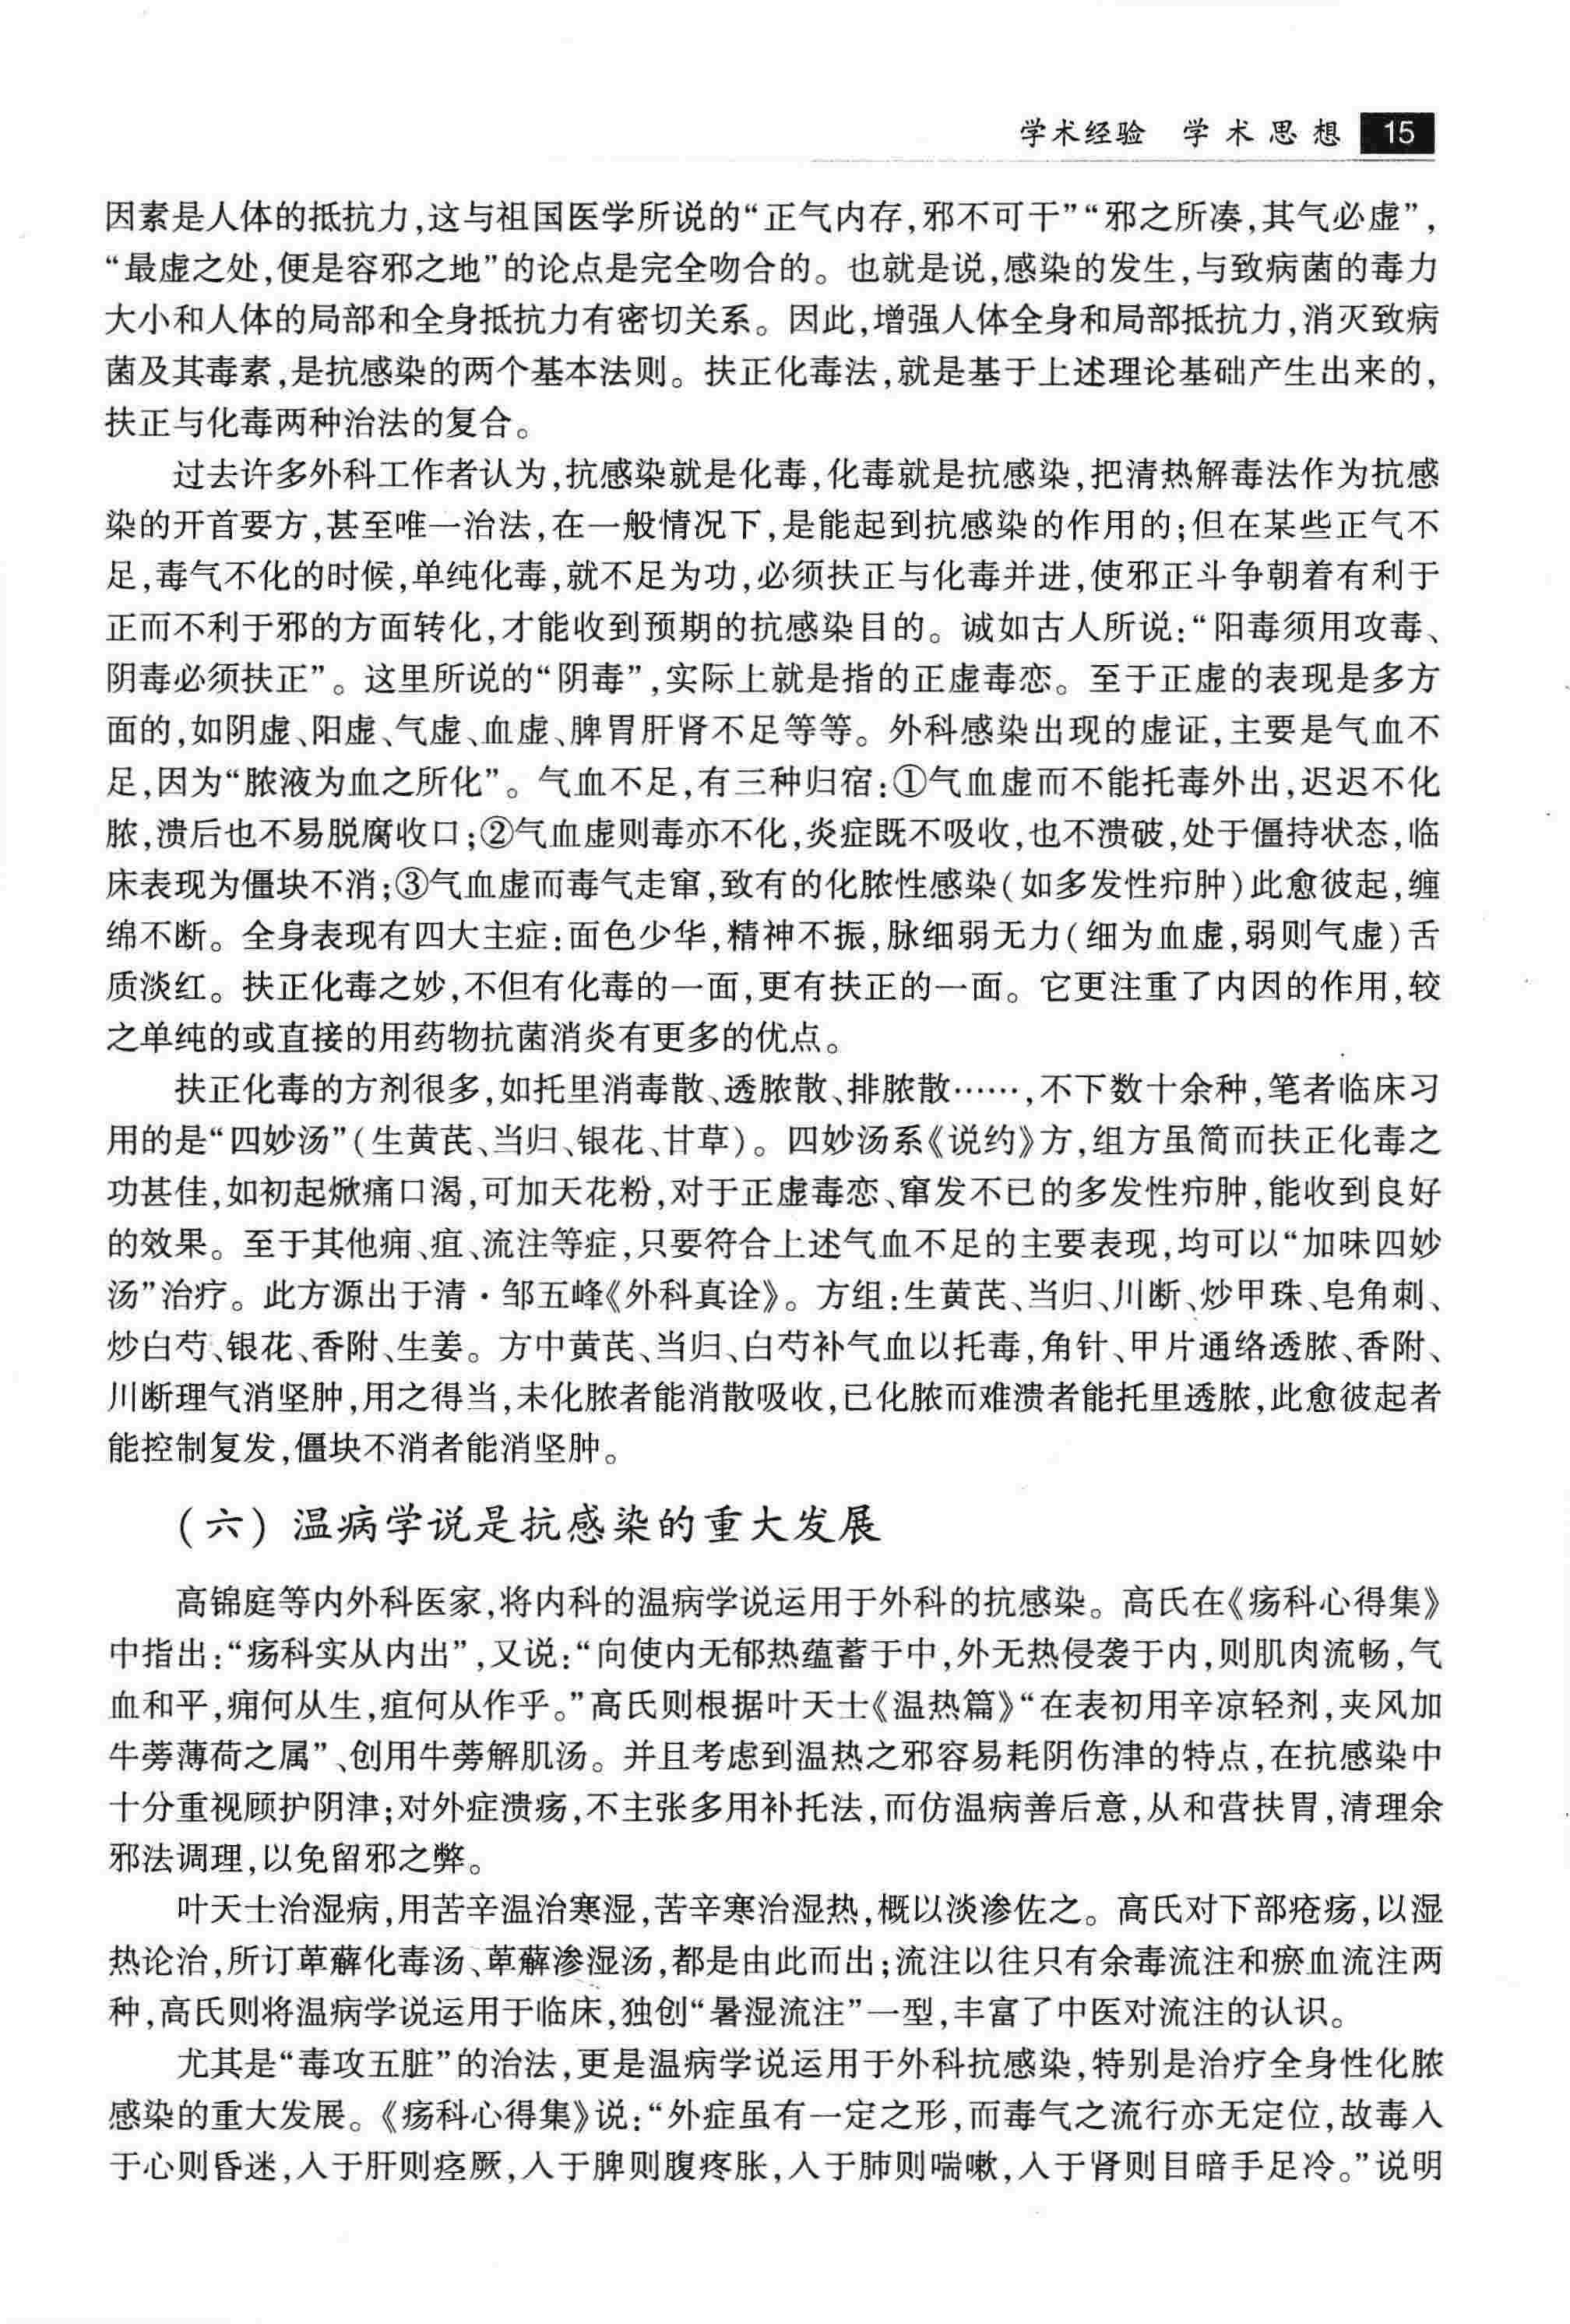 学术经验 学术思想 15
因素是人体的抵抗力,这与祖国医学所说的“正气内存,邪不可干”“邪之所凑,其气必虚”,
“最虚之处,便是容邪之地”的论点是完全吻合的。也就是说,感染的发生,与致病菌的毒力
大小和人体的局部和全身抵抗力有密切关系。因此,增强人体全身和局部抵抗力,消灭致病
菌及其毒素,是抗感染的两个基本法则。扶正化毒法,就是基于上述理论基础产生出来的,
扶正与化毒两种治法的复合。
过去许多外科工作者认为,抗感染就是化毒,化毒就是抗感染,把清热解毒法作为抗感
染的开首要方,甚至唯一治法,在一般情况下,是能起到抗感染的作用的;但在某些正气不
足,毒气不化的时候,单纯化毒,就不足为功,必须扶正与化毒并进,使邪正斗争朝着有利于
正而不利于邪的方面转化,才能收到预期的抗感染目的。诚如古人所说:“阳毒须用攻毒、
阴毒必须扶正”。这里所说的“阴毒”,实际上就是指的正虚毒恋。至于正虚的表现是多方
面的,如阴虚、阳虚、气虚、血虚、脾胃肝肾不足等等。外科感染出现的虚证,主要是气血不
足,因为“脓液为血之所化”。气血不足,有三种归宿:①气血虚而不能托毒外出,迟迟不化
脓,溃后也不易脱腐收口;②气血虚则毒亦不化,炎症既不吸收,也不溃破,处于僵持状态,临
床表现为僵块不消;③气血虚而毒气走窜,致有的化脓性感染(如多发性疖肿)此愈彼起,缠
绵不断。全身表现有四大主症:面色少华,精神不振,脉细弱无力(细为血虚,弱则气虚)舌
质淡红。扶正化毒之妙,不但有化毒的一面,更有扶正的一面。它更注重了内因的作用,较
之单纯的或直接的用药物抗菌消炎有更多的优点。
扶正化毒的方剂很多,如托里消毒散、透脓散、排脓散……,不下数十余种,笔者临床习
用的是“四妙汤”(生黄芪、当归、银花、甘草)。四妙汤系《说约》方,组方虽简而扶正化毒之
功甚佳,如初起焮痛口渴,可加天花粉,对于正虚毒恋、窜发不已的多发性疖肿,能收到良好
的效果。至于其他痈、疽、流注等症,只要符合上述气血不足的主要表现,均可以“加味四妙
汤”治疗。此方源出于清·邹五峰《外科真诠》。方组:生黄芪、当归、川断、炒甲珠、皂角刺、
炒白芍、银花、香附、生姜。方中黄芪、当归、白芍补气血以托毒,角针、甲片通络透脓、香附、
川断理气消坚肿,用之得当,未化脓者能消散吸收,已化脓而难溃者能托里透脓,此愈彼起者
能控制复发,僵块不消者能消坚肿。
(六) 温病学说是抗感染的重大发展
高锦庭等内外科医家,将内科的温病学说运用于外科的抗感染。高氏在《疡科心得集》
中指出:“疡科实从内出”,又说:“向使内无郁热蕴蓄于中,外无热侵袭于内,则肌肉流畅,气
血和平,痈何从生,疽何从作乎。”高氏则根据叶天士《温热篇》“在表初用辛凉轻剂,夹风加
牛蒡薄荷之属”、创用牛蒡解肌汤。并且考虑到温热之邪容易耗阴伤津的特点,在抗感染中
十分重视顾护阴津;对外症溃疡,不主张多用补托法,而仿温病善后意,从和营扶胃,清理余
邪法调理,以免留邪之弊。
叶天士治湿病,用苦辛温治寒湿,苦辛寒治湿热,概以淡渗佐之。高氏对下部疮疡,以湿
热论治,所订萆薢化毒汤、萆薢渗湿汤,都是由此而出;流注以往只有余毒流注和瘀血流注两
种,高氏则将温病学说运用于临床,独创“暑湿流注”一型,丰富了中医对流注的认识。
尤其是“毒攻五脏”的治法,更是温病学说运用于外科抗感染,特别是治疗全身性化脓
感染的重大发展。《疡科心得集》说:“外症虽有一定之形,而毒气之流行亦无定位,故毒入
于心则昏迷,入于肝则痉厥,入于脾则腹疼胀,入于肺则喘嗽,入于肾则目暗手足冷。”说明